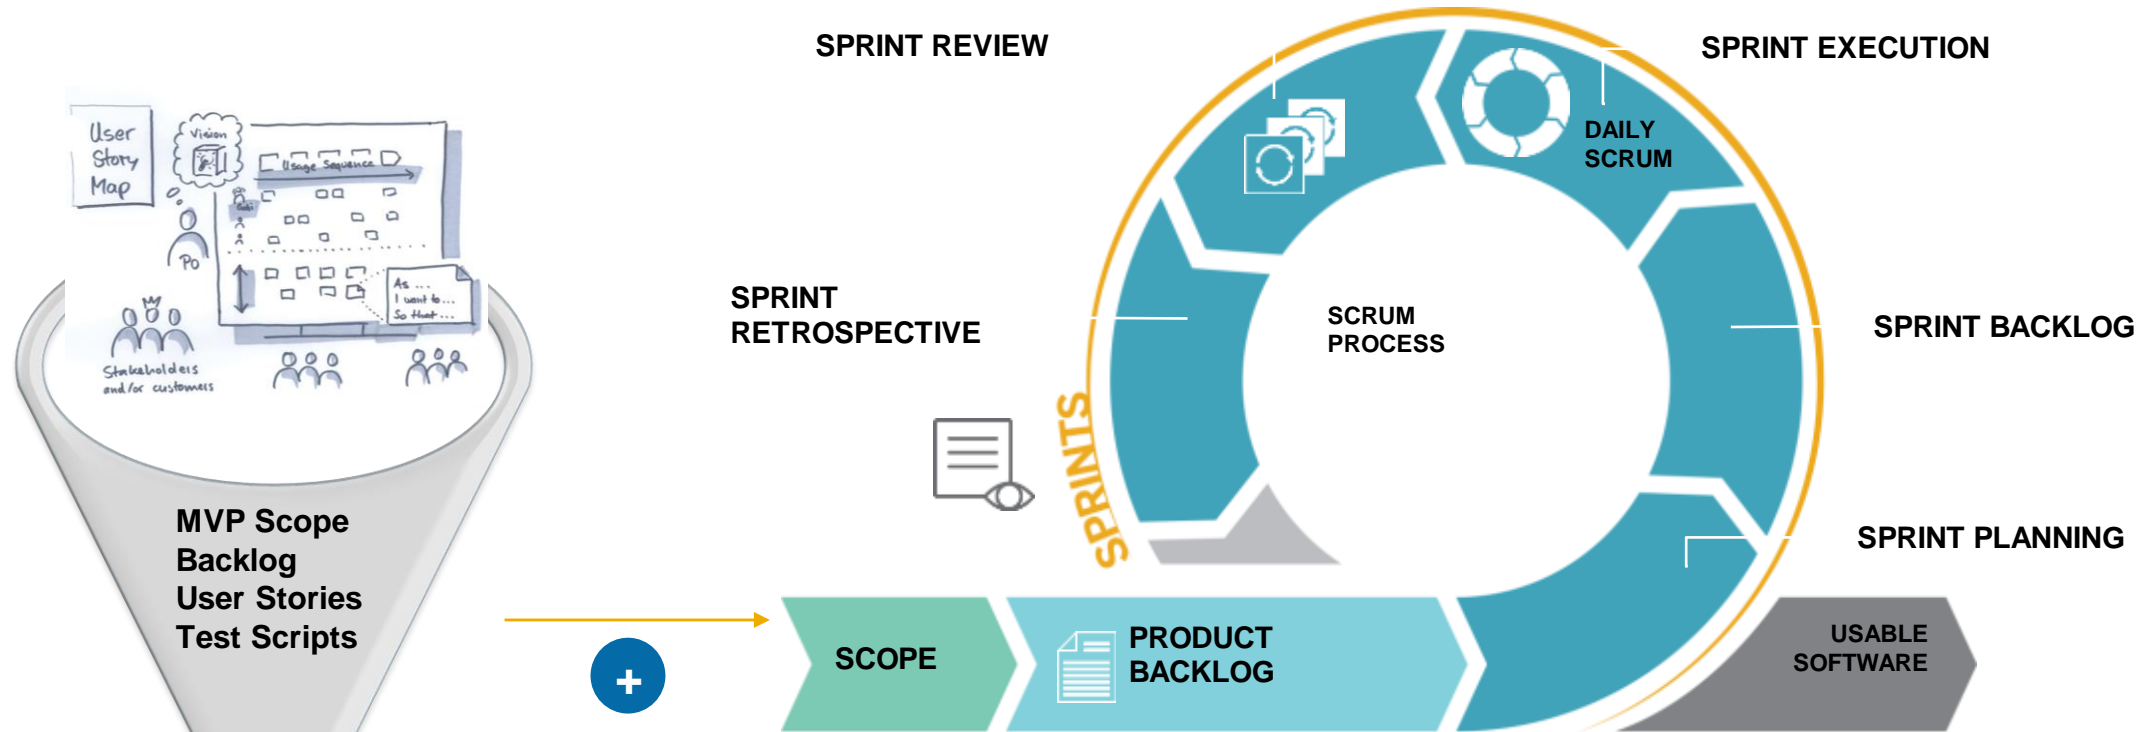 User
Story
Map
Vision
Usage Sequence
PO
As ...
I want to ...
So that ...
Stakeholders
and/or customers
MVP Scope
Backlog
User Stories
Test Scripts
+
SPRINT REVIEW
SPRINT EXECUTION
DAILY
SCRUM
SPRINT
RETROSPECTIVE
SCRUM
PROCESS
SPRINT BACKLOG
SPRINTS
SPRINT PLANNING
SCOPE
PRODUCT
BACKLOG
USABLE
SOFTWARE